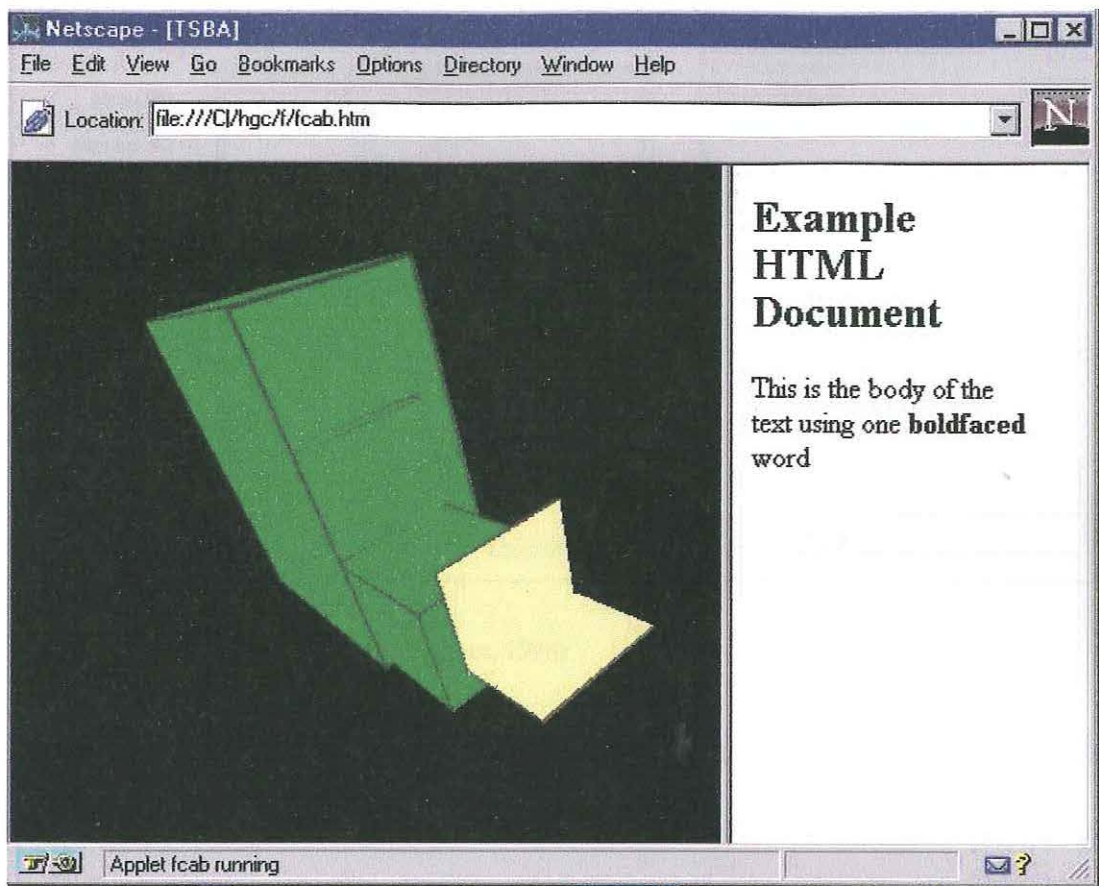 Netscape - [TSBA]
File Edit View Go Bookmarks Options Directory Window Help
Location: file:///C|/hgc/f/fcab.htm
N
Example
HTML
Document
This is the body of the
text using one boldfaced
word
Applet fcab running
?